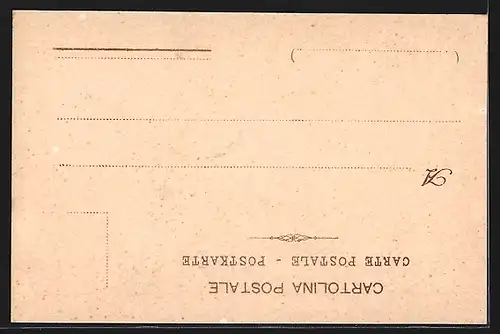 CARTOLINA POSTALE
CARTE POSTALE - POSTKARTE
A
( )